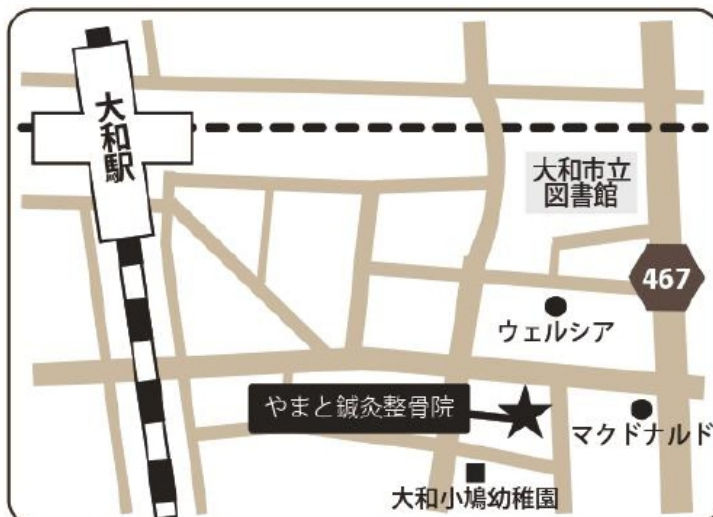 大和駅
大和市立
図書館
467
ウェルシア
やまと鍼灸整骨院
マクドナルド
大和小鳩幼稚園